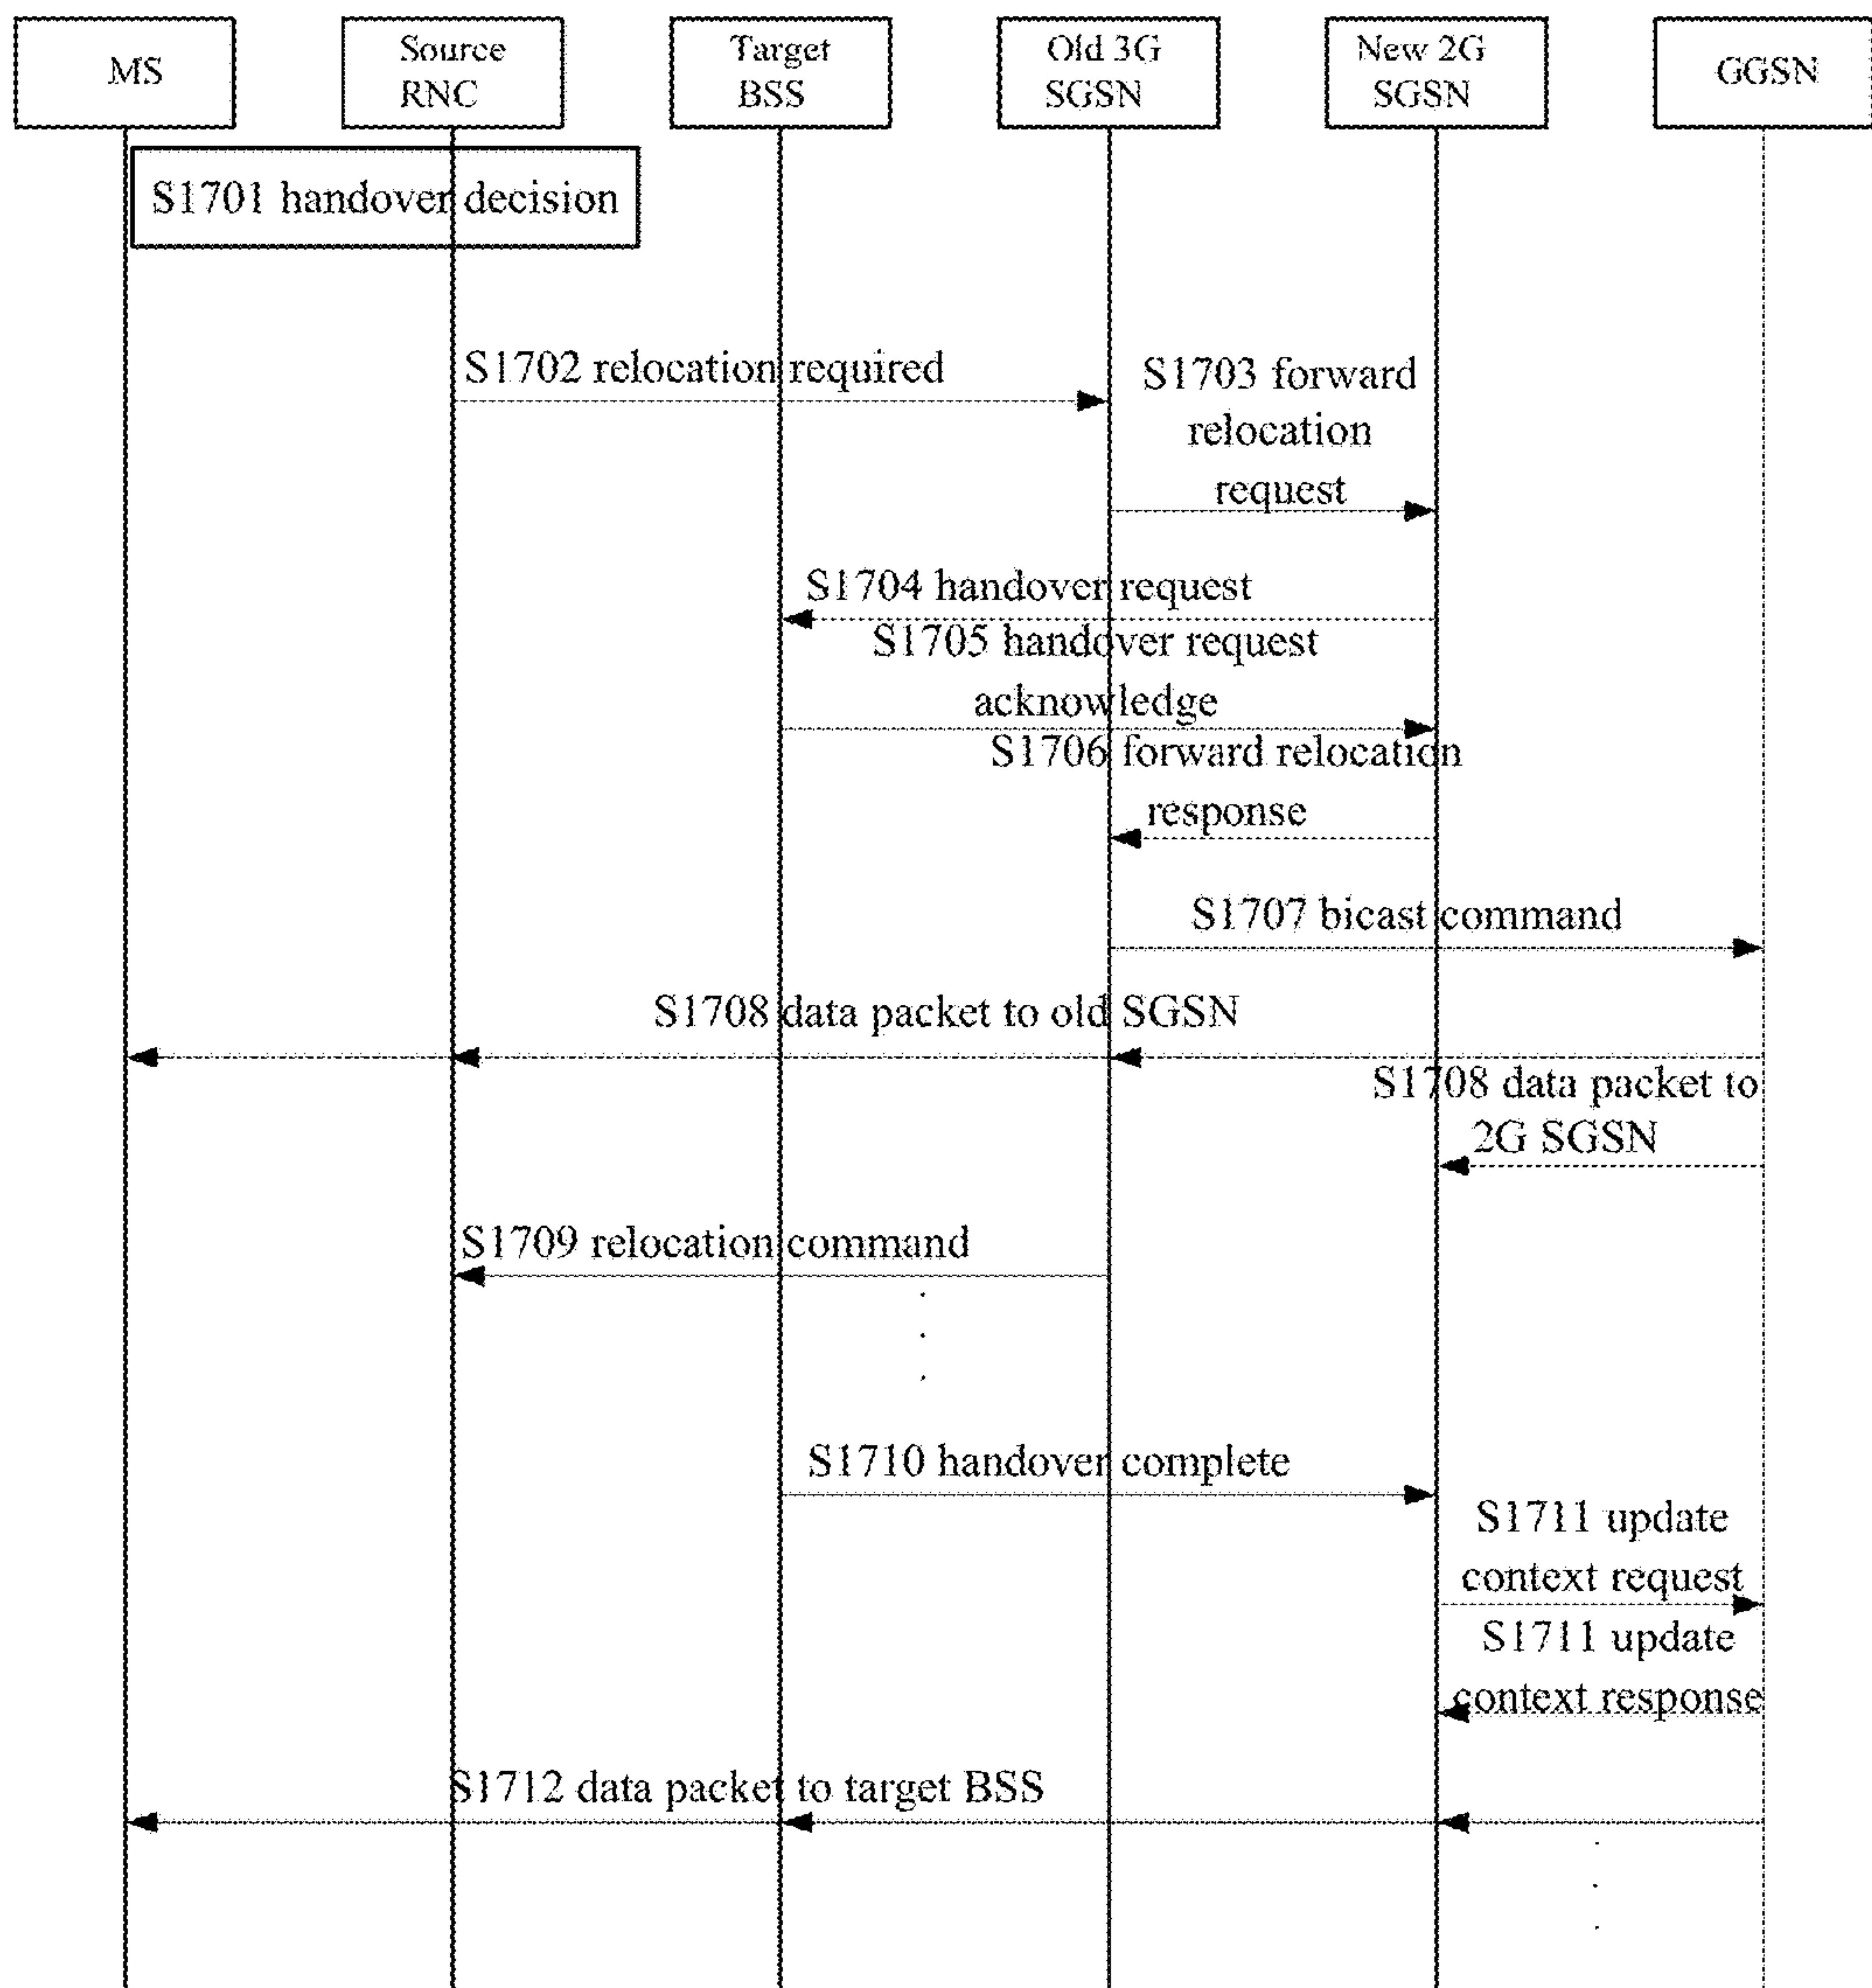 MS
Source
RNC
Target
BSS
Old 3G
SGSN
New 2G
SGSN
GGSN
S1701 handover decision
S1702 relocation required
S1703 forward
relocation
request
S1704 handover request
S1705 handover request
acknowledge
S1706 forward relocation
response
S1707 bicast command
S1708 data packet to old SGSN
S1708 data packet to
2G SGSN
S1709 relocation command
S1710 handover complete
S1711 update
context request
S1711 update
context response
S1712 data packet to target BSS